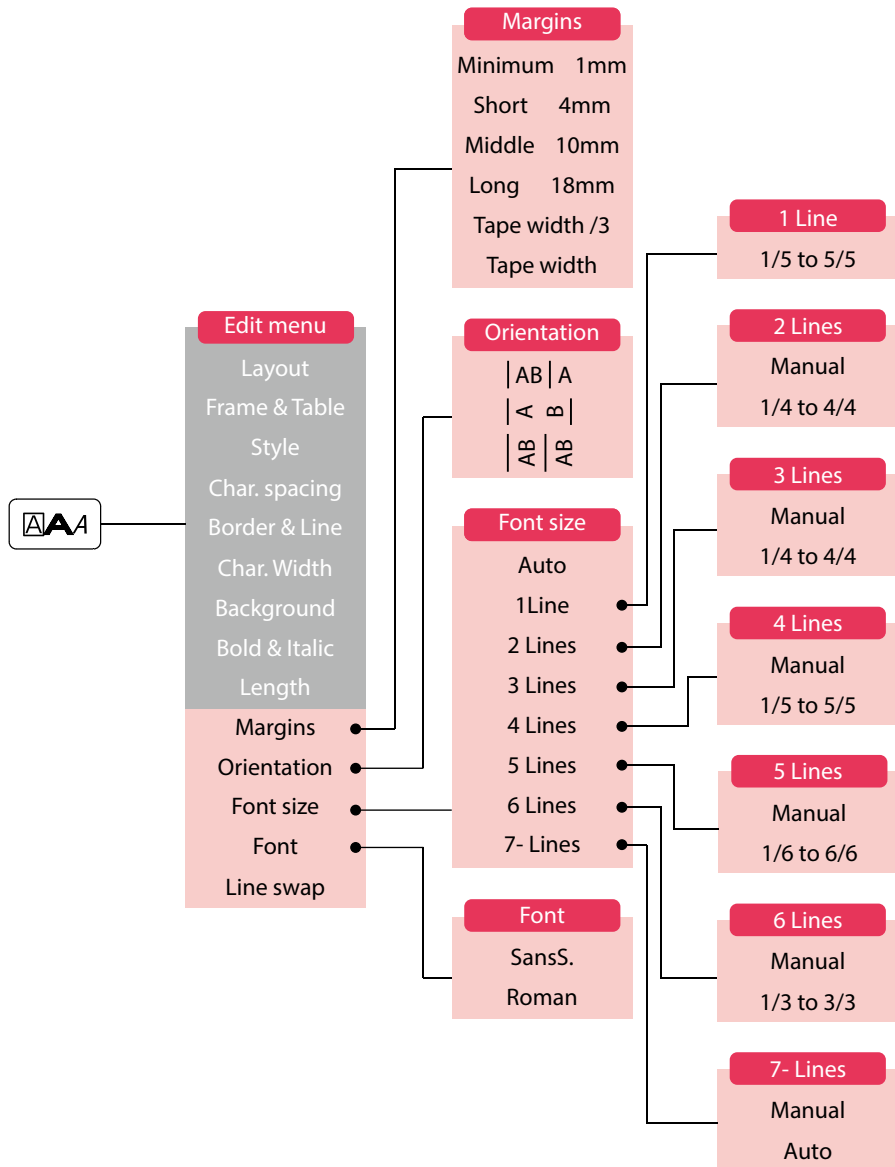 AAA
Edit menu
Layout
Frame & Table
Style
Char. spacing
Border & Line
Char. Width
Background
Bold & Italic
Length
Margins
Orientation
Font size
Font
Line swap
Margins
Minimum 1mm
Short 4mm
Middle 10mm
Long 18mm
Tape width /3
Tape width
Orientation
|AB|A
|A B|
|AB|AB
Font size
Auto
1Line
2 Lines
3 Lines
4 Lines
5 Lines
6 Lines
7- Lines
Font
SansS.
Roman
1 Line
1/5 to 5/5
2 Lines
Manual
1/4 to 4/4
3 Lines
Manual
1/4 to 4/4
4 Lines
Manual
1/5 to 5/5
5 Lines
Manual
1/6 to 6/6
6 Lines
Manual
1/3 to 3/3
7- Lines
Manual
Auto